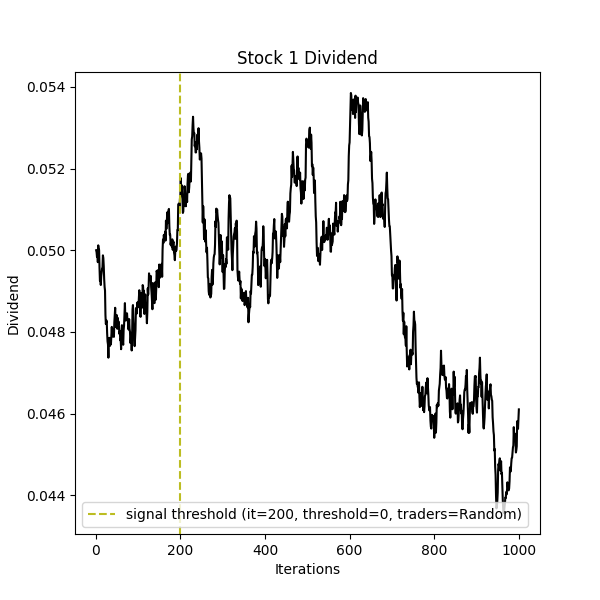 Stock 1 Dividend
0.054
0.052
0.050
0.048
0.046
0.044
Dividend
signal threshold (it=200, threshold=0, traders=Random)
0 200 400 600 800 1000
Iterations